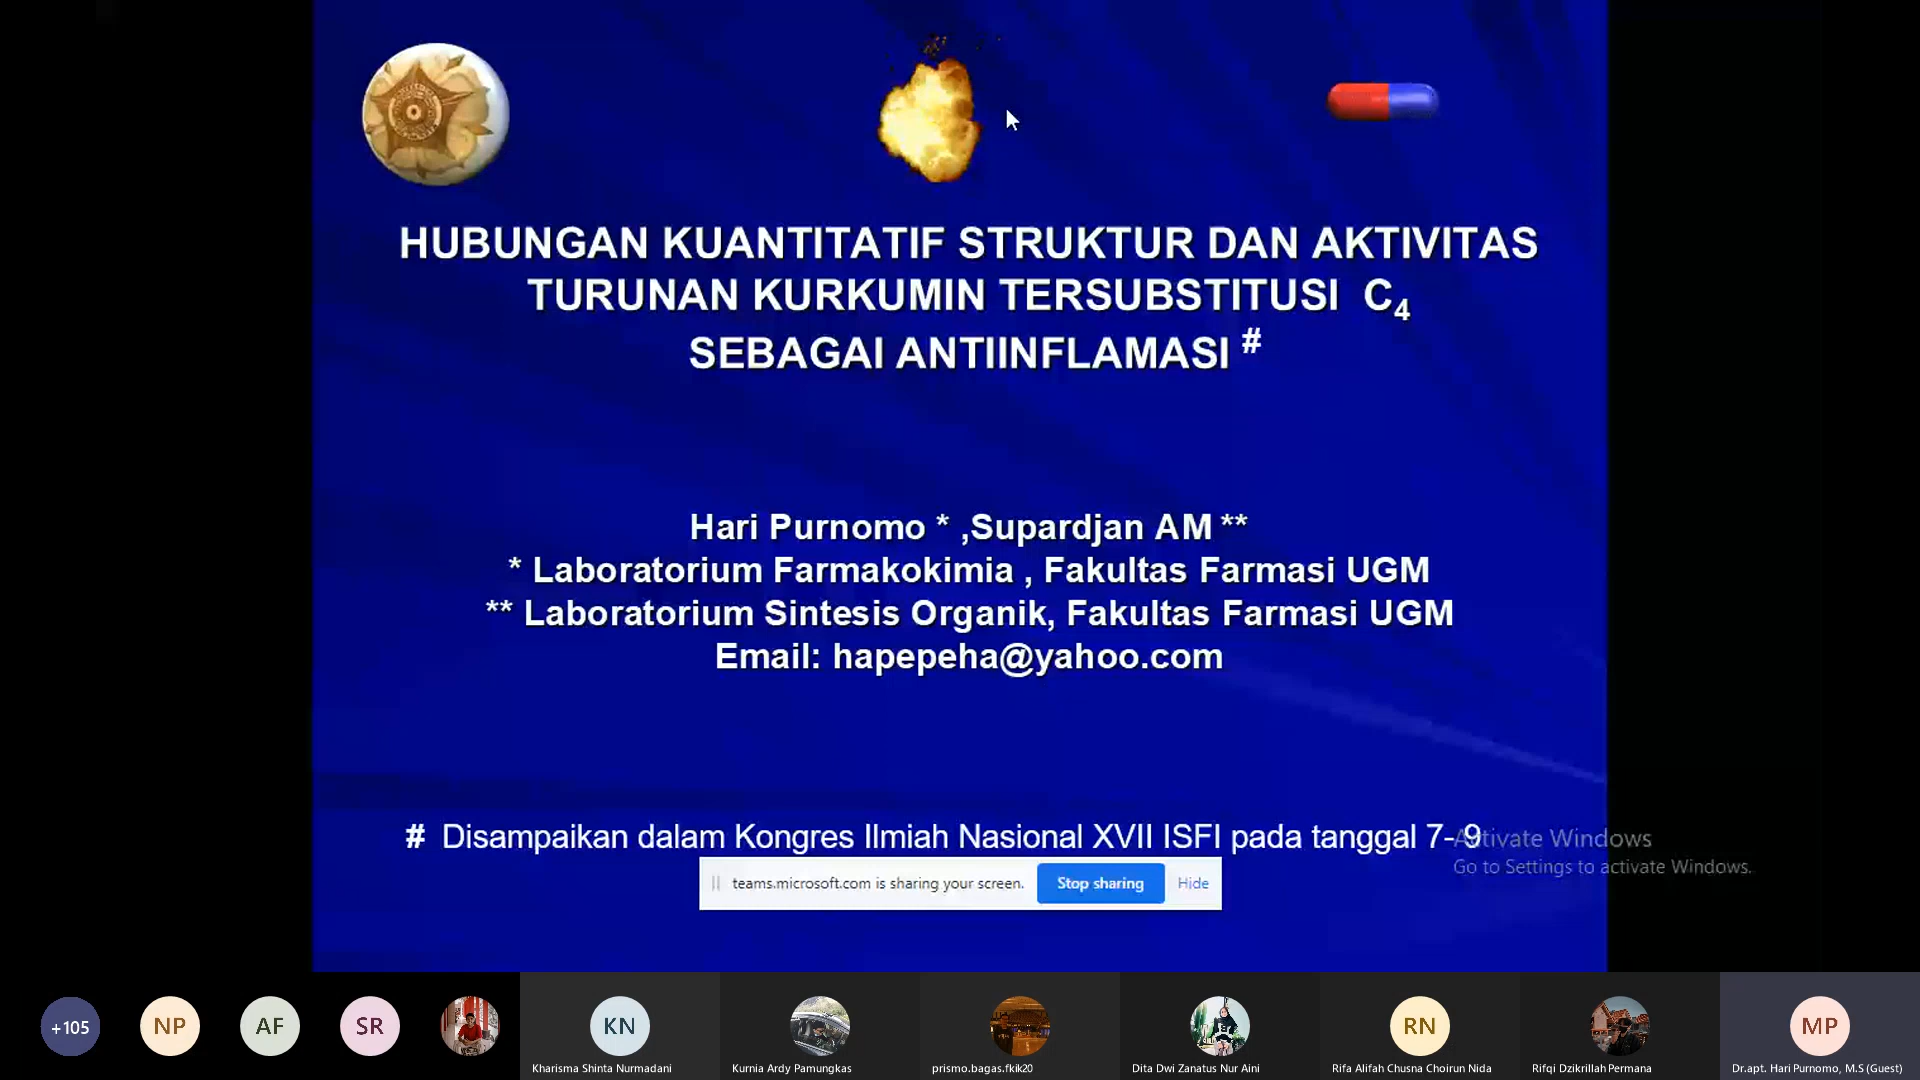 HUBUNGAN KUANTITATIF STRUKTUR DAN AKTIVITAS
TURUNAN KURKUMIN TERSUBSTITUSI C4
SEBAGAI ANTIINFLAMASI #
Hari Purnomo * ,Supardjan AM **
* Laboratorium Farmakokimia , Fakultas Farmasi UGM
** Laboratorium Sintesis Organik, Fakultas Farmasi UGM
Email: hapepeha@yahoo.com
# Disampaikan dalam Kongres Ilmiah Nasional XVII ISFI pada tanggal 7- 9
Activate Windows
Go to Settings to activate Windows.
teams.microsoft.com is sharing your screen.
Stop sharing
Hide
+105
NP
AF
SR
KN
RN
MP
Kharisma Shinta Nurmadani
Kurnia Ardy Pamungkas
prismo.bagas.fkik20
Dita Dwi Zanatus Nur Aini
Rifa Alifah Chusna Choirun Nida
Rifqi Dzikrillah Permana
Dr.apt. Hari Purnomo, M.S (Guest)